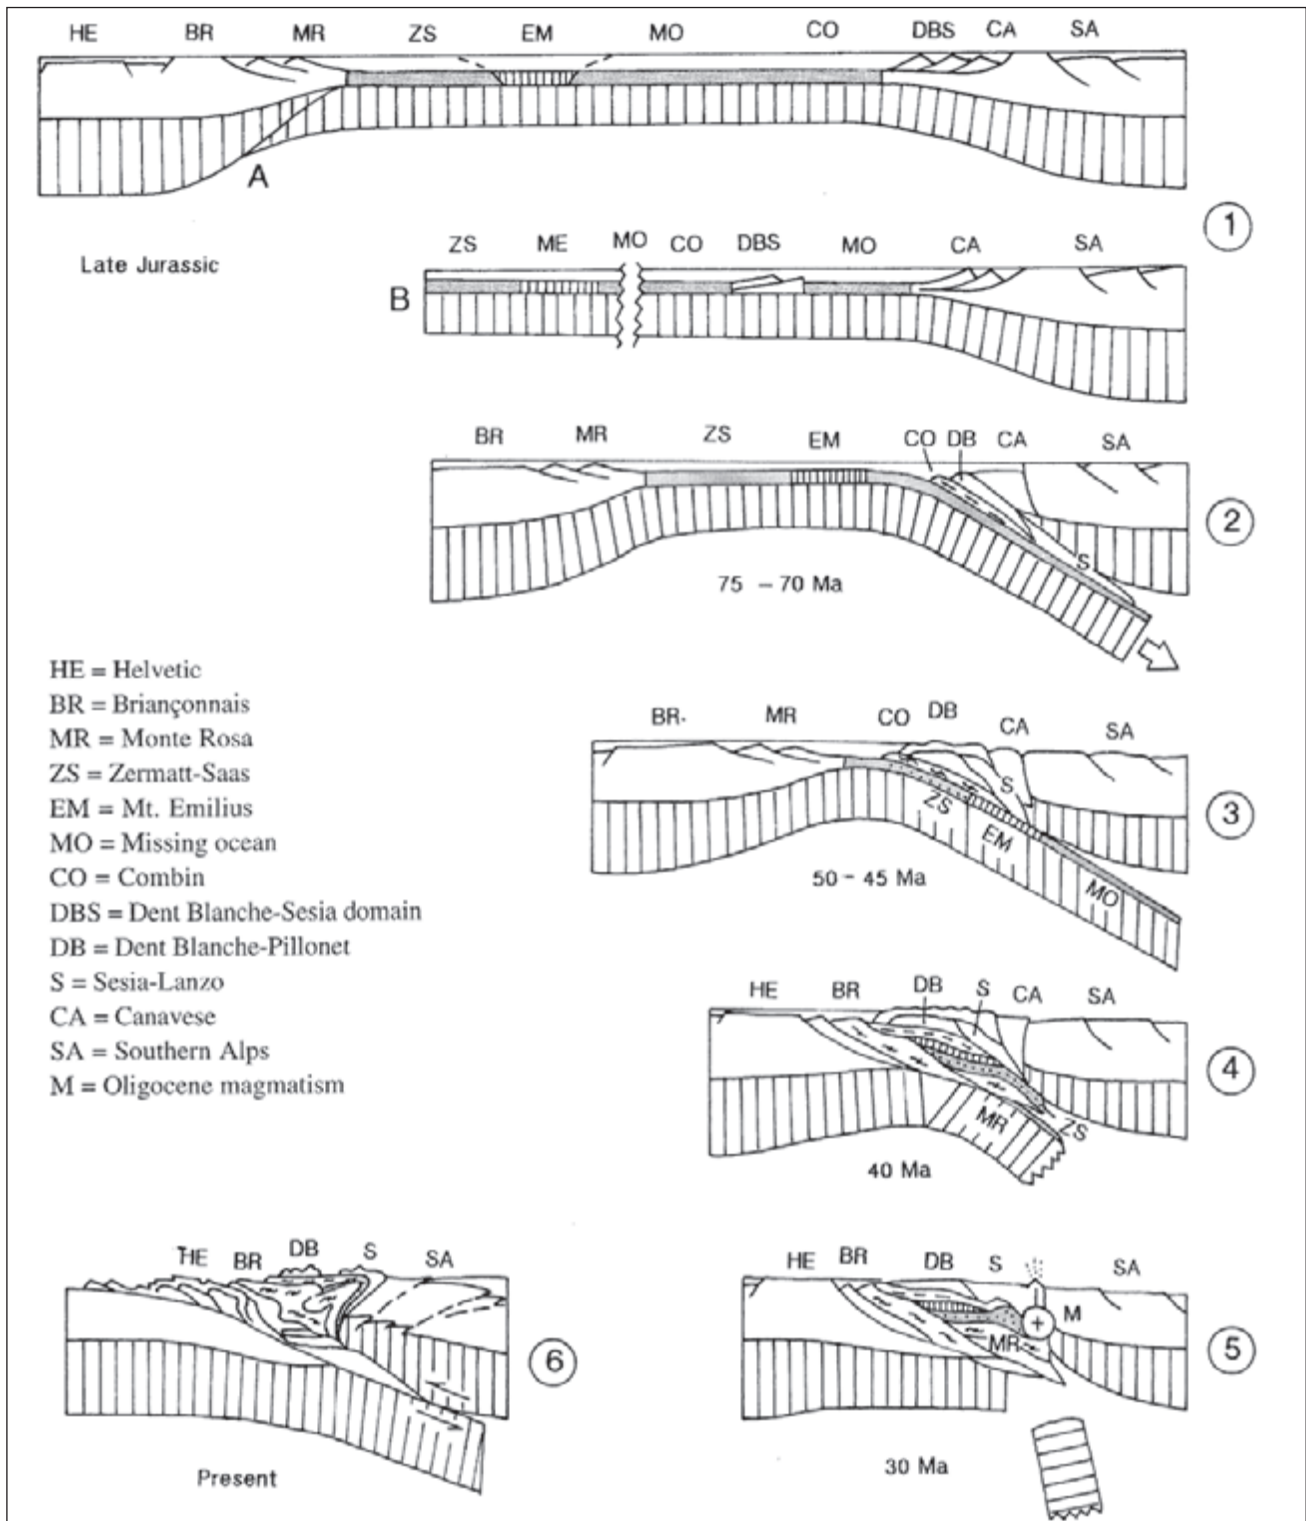 HE BR MR ZS EM MO CO DBS CA SA
A
1
Late Jurassic
ZS ME MO CO DBS MO CA SA
B
BR MR ZS EM CO DB CA SA
2
S
75 – 70 Ma
HE = Helvetic
BR = Briançonnais
MR = Monte Rosa
ZS = Zermatt-Saas
EM = Mt. Emilius
MO = Missing ocean
CO = Combin
DBS = Dent Blanche-Sesia domain
DB = Dent Blanche-Pillonet
S = Sesia-Lanzo
CA = Canavese
SA = Southern Alps
M = Oligocene magmatism
BR. MR CO DB CA SA
S
3
ZS
EM
MO
50 – 45 Ma
HE BR DB S CA SA
4
MR
ZS
40 Ma
HE BR DB S SA
6
Present
HE BR DB S SA
M
MR
5
30 Ma